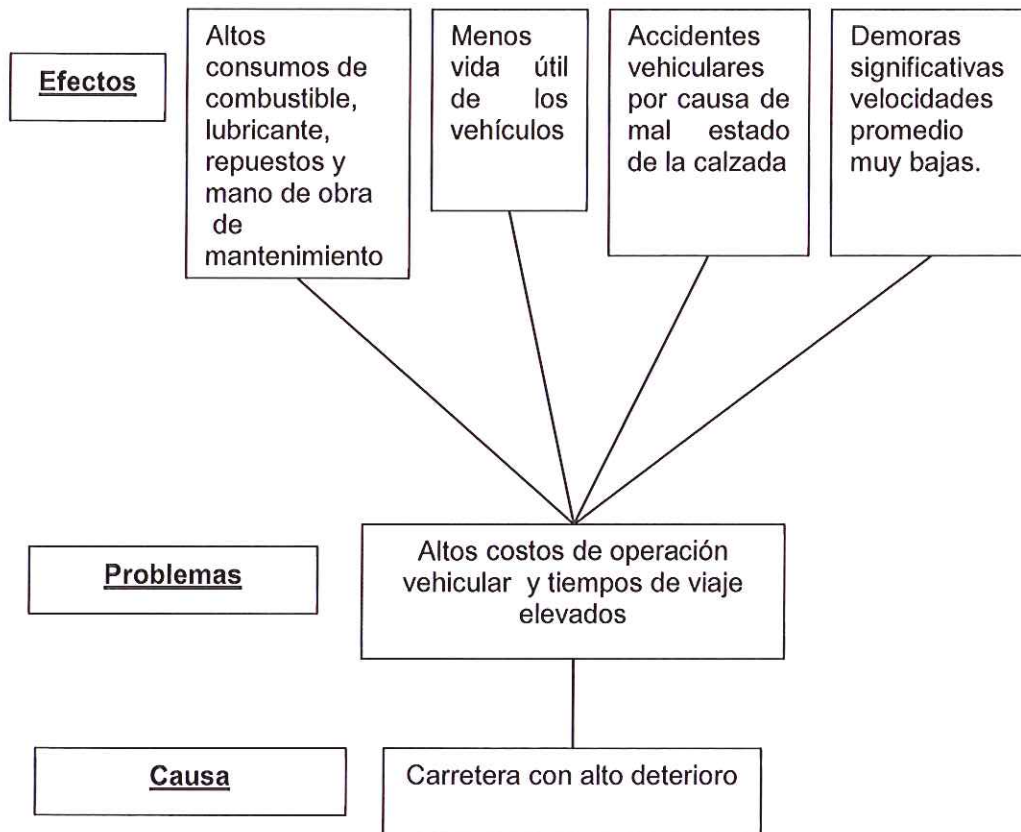 Efectos
Altos
consumos de
combustible,
lubricante,
repuestos y
mano de obra
de
mantenimiento
Menos
vida útil
de los
vehículos
Accidentes
vehiculares
por causa de
mal estado
de la calzada
Demoras
significativas
velocidades
promedio
muy bajas.
Problemas
Altos costos de operación
vehicular y tiempos de viaje
elevados
Causa
Carretera con alto deterioro